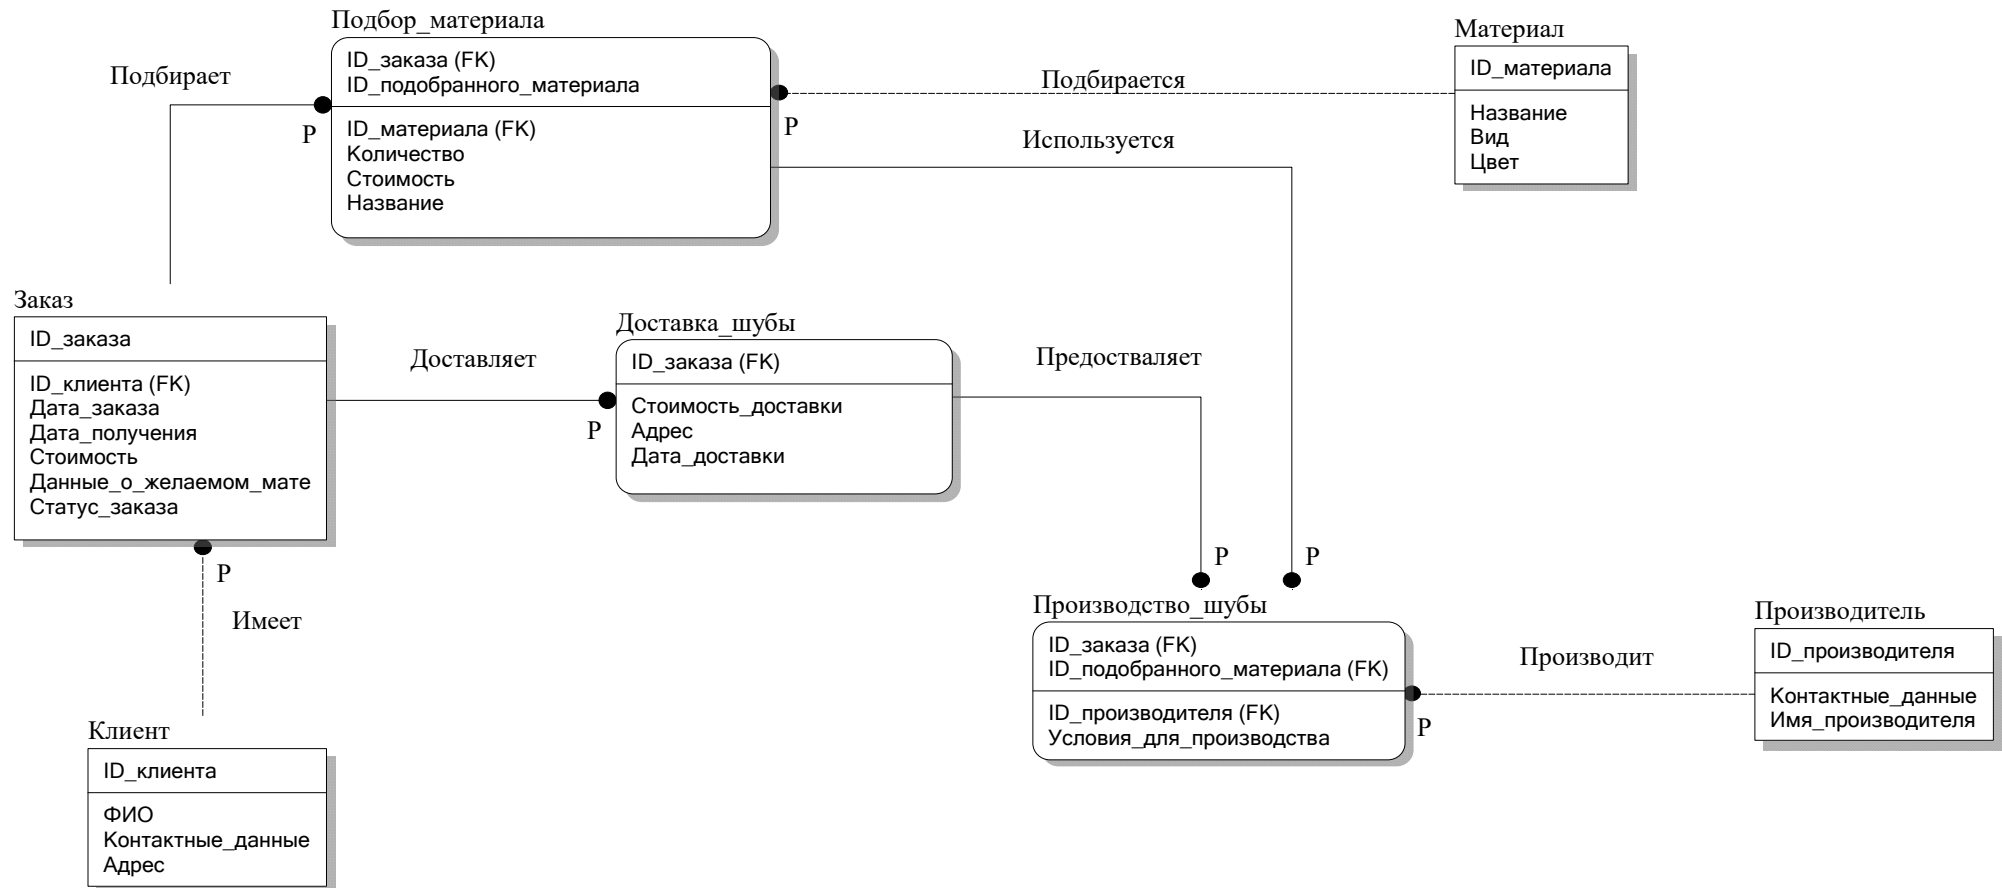 Подбор_материала
ID_заказа (FK)
ID_подобранного_материала
ID_материала (FK)
Количество
Стоимость
Название
Подбирает
P
Подбирается
P
Используется
Материал
ID_материала
Название
Вид
Цвет
Заказ
ID_заказа
ID_клиента (FK)
Дата_заказа
Дата_получения
Стоимость
Данные_о_желаемом_мате
Статус_заказа
Доставляет
P
Доставка_шубы
ID_заказа (FK)
Стоимость_доставки
Адрес
Дата_доставки
Предостваляет
P
P
P
Имеет
Клиент
ID_клиента
ФИО
Контактные_данные
Адрес
Производство_шубы
ID_заказа (FK)
ID_подобранного_материала (FK)
ID_производителя (FK)
Условия_для_производства
Производит
P
Производитель
ID_производителя
Контактные_данные
Имя_производителя